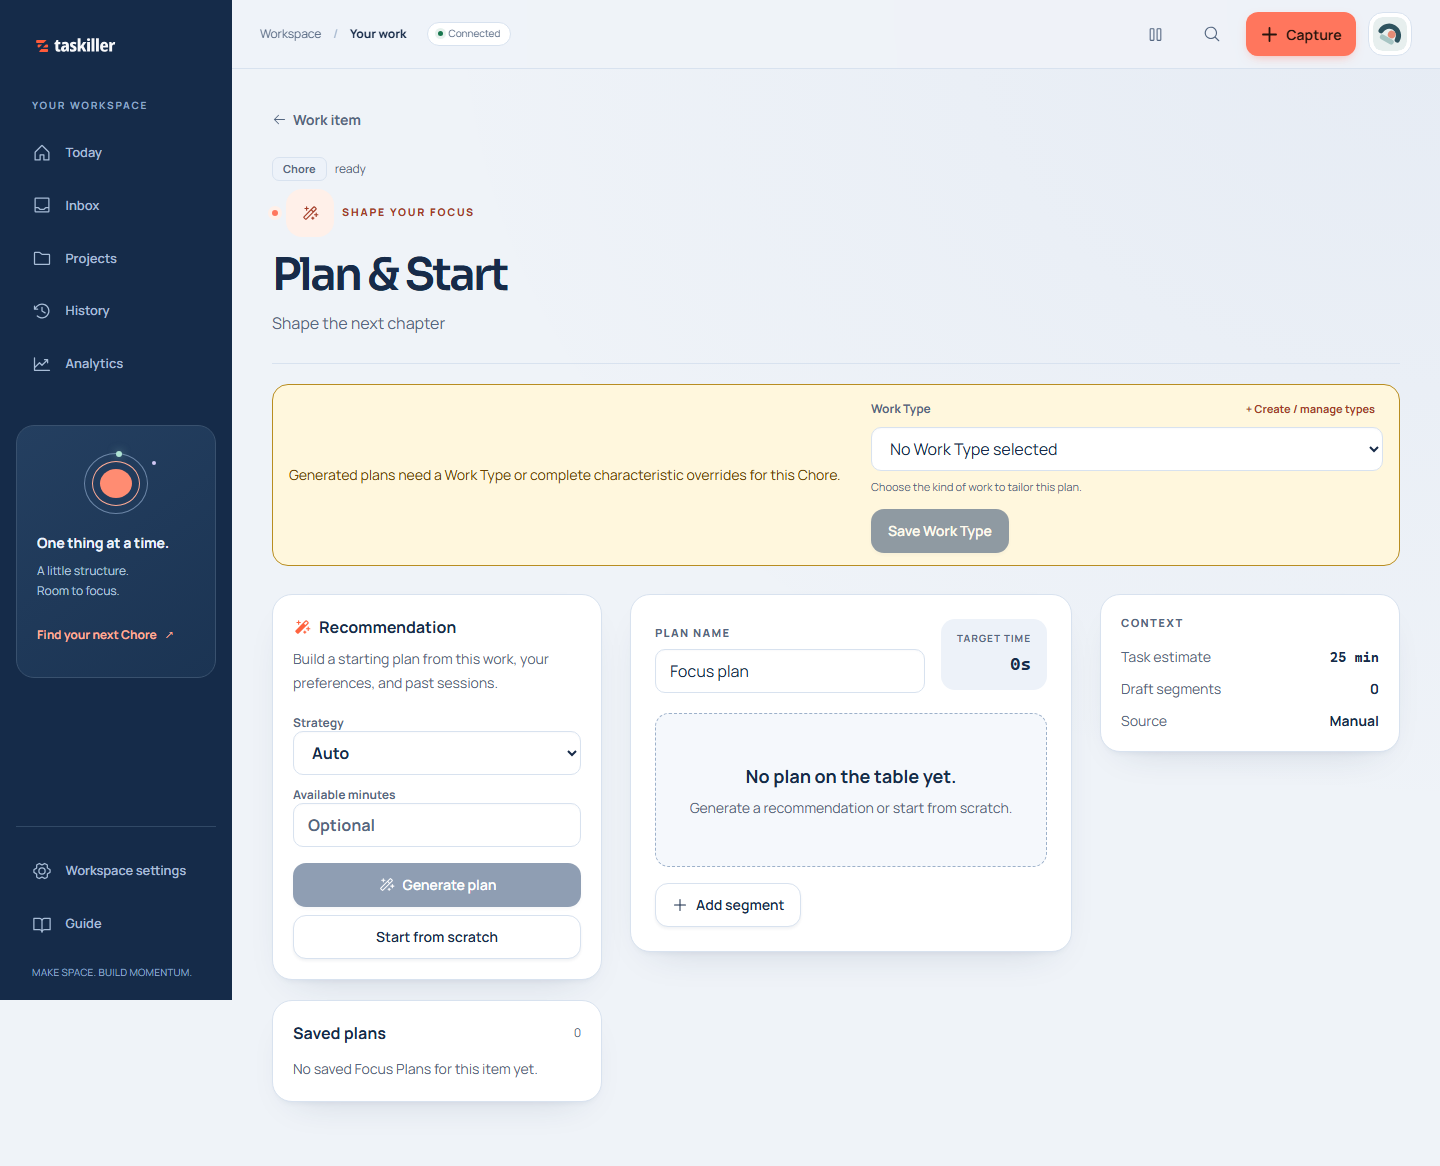 taskiller
YOUR WORKSPACE
Today
Inbox
Projects
History
Analytics
One thing at a time.
A little structure.
Room to focus.
Find your next Chore ↗
Workspace settings
Guide
MAKE SPACE. BUILD MOMENTUM.
Workspace / Your work
Connected
+ Capture
← Work item
Chore ready
SHAPE YOUR FOCUS
Plan & Start
Shape the next chapter
Generated plans need a Work Type or complete characteristic overrides for this Chore.
Work Type
+ Create / manage types
No Work Type selected
Choose the kind of work to tailor this plan.
Save Work Type
Recommendation
Build a starting plan from this work, your
preferences, and past sessions.
Strategy
Auto
Available minutes
Optional
Generate plan
Start from scratch
Saved plans 0
No saved Focus Plans for this item yet.
PLAN NAME
Focus plan
TARGET TIME
0s
No plan on the table yet.
Generate a recommendation or start from scratch.
+ Add segment
CONTEXT
Task estimate 25 min
Draft segments 0
Source Manual